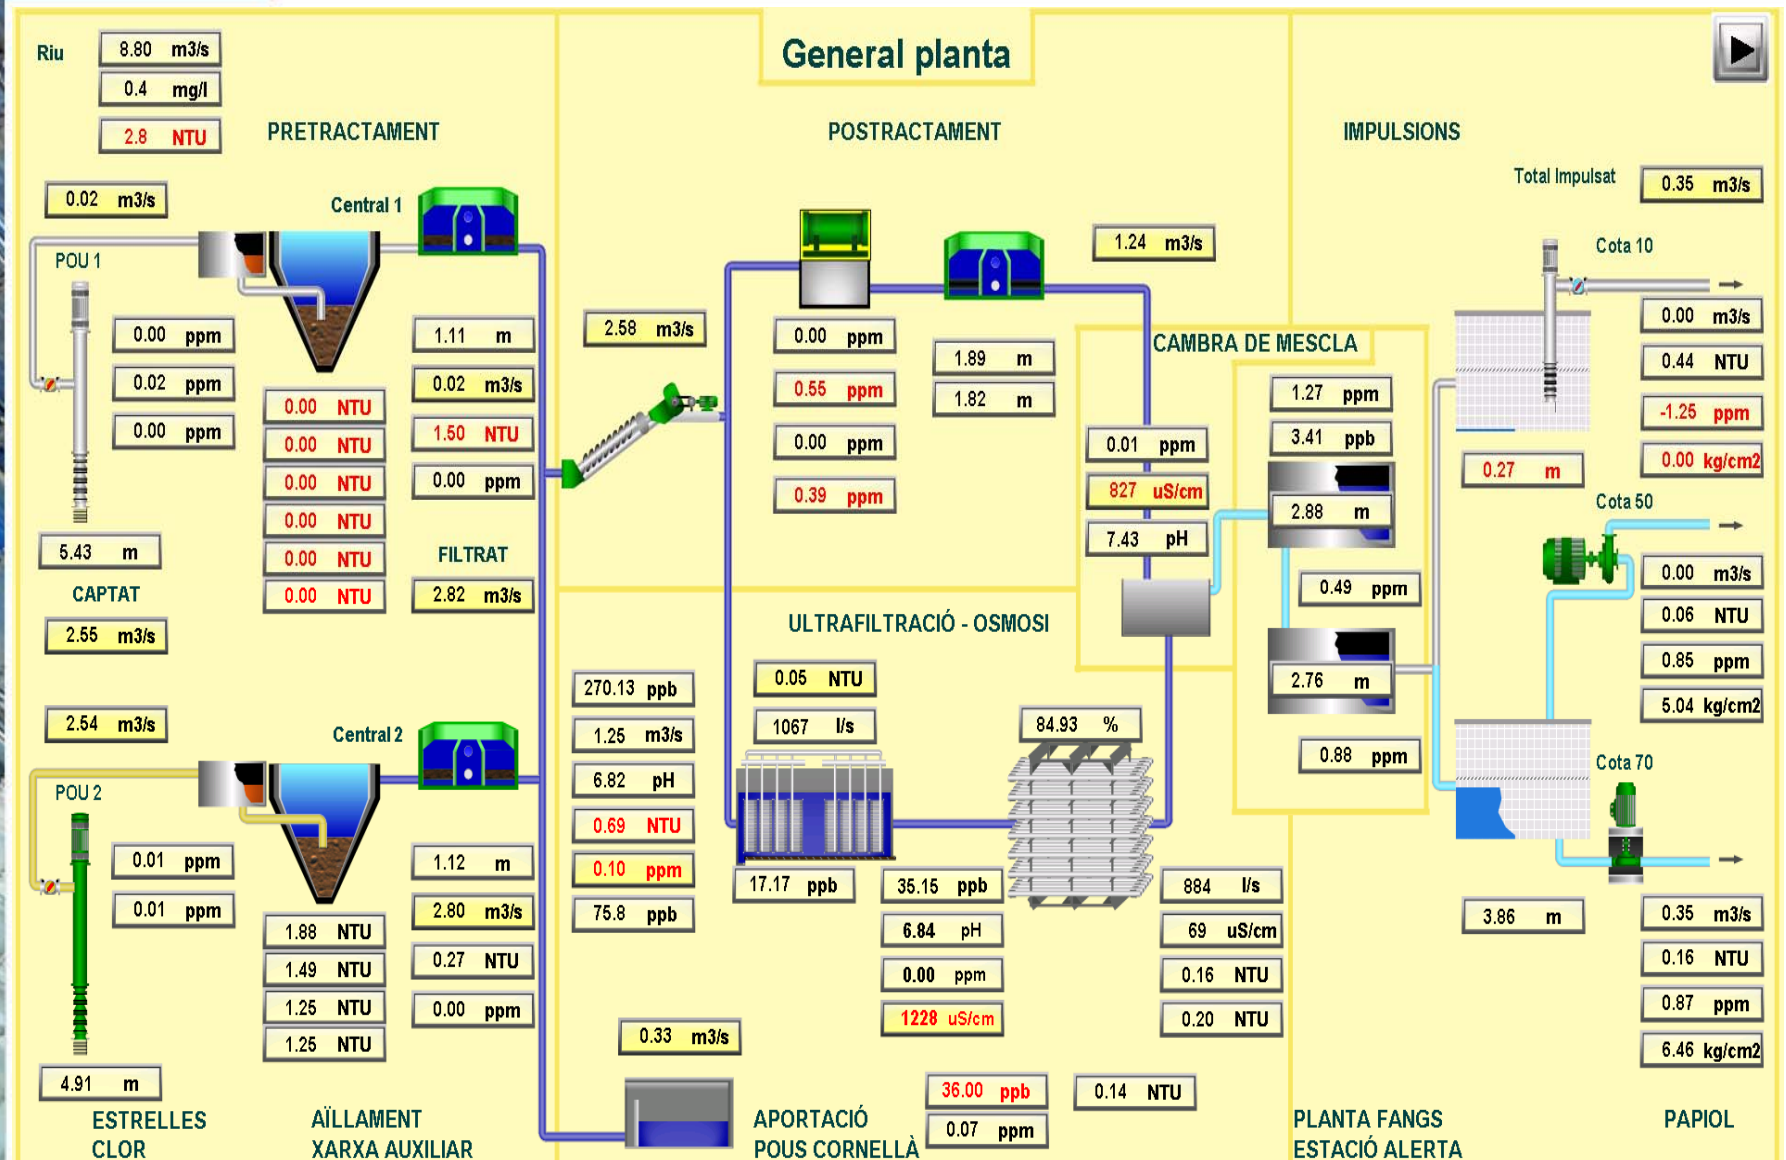 General planta
Riu
8.80 m3/s
0.4 mg/l
2.8 NTU
PRETRACTAMENT
0.02 m3/s
Central 1
POU 1
0.00 ppm
0.02 ppm
0.00 ppm
1.11 m
0.02 m3/s
1.50 NTU
0.00 ppm
0.00 NTU
0.00 NTU
0.00 NTU
0.00 NTU
0.00 NTU
0.00 NTU
5.43 m
CAPTAT
2.55 m3/s
FILTRAT
2.82 m3/s
2.54 m3/s
Central 2
POU 2
0.01 ppm
0.01 ppm
1.12 m
2.80 m3/s
0.27 NTU
0.00 ppm
1.88 NTU
1.49 NTU
1.25 NTU
1.25 NTU
4.91 m
ESTRELLES
CLOR
AÏLLAMENT
XARXA AUXILIAR
POSTRACTAMENT
2.58 m3/s
1.24 m3/s
0.00 ppm
0.55 ppm
0.00 ppm
0.39 ppm
1.89 m
1.82 m
CAMBRA DE MESCLA
0.01 ppm
827 uS/cm
7.43 pH
1.27 ppm
3.41 ppb
2.88 m
0.49 ppm
2.76 m
0.88 ppm
ULTRAFILTRACIÓ - OSMOSI
270.13 ppb
1.25 m3/s
6.82 pH
0.69 NTU
0.10 ppm
75.8 ppb
0.05 NTU
1067 l/s
84.93 %
17.17 ppb
35.15 ppb
6.84 pH
0.00 ppm
1228 uS/cm
884 l/s
69 uS/cm
0.16 NTU
0.20 NTU
0.33 m3/s
APORTACIÓ
POUS CORNELLÀ
36.00 ppb
0.07 ppm
0.14 NTU
IMPULSIONS
Total Impulsat
0.35 m3/s
Cota 10
0.00 m3/s
0.44 NTU
-1.25 ppm
0.00 kg/cm2
0.27 m
Cota 50
0.00 m3/s
0.06 NTU
0.85 ppm
5.04 kg/cm2
Cota 70
3.86 m
0.35 m3/s
0.16 NTU
0.87 ppm
6.46 kg/cm2
PLANTA FANGS
ESTACIÓ ALERTA
PAPIOL